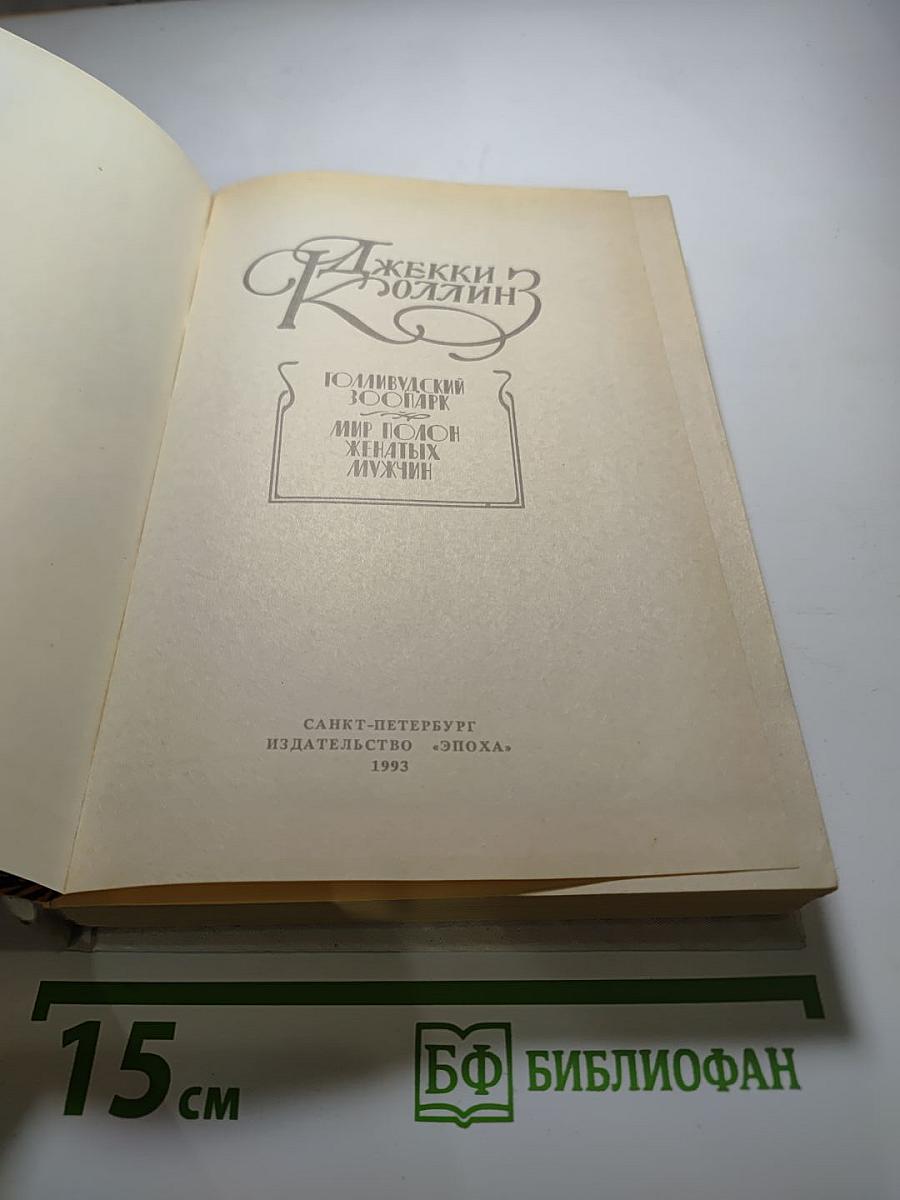 Джекки
Коллинз
ГОЛЛИВУДСКИЙ
ЗООПАРК
МИР ПОЛОН
ЖЕНАТЫХ
МУЖЧИН
САНКТ-ПЕТЕРБУРГ
ИЗДАТЕЛЬСТВО «ЭПОХА»
1993
15 см
БФ БИБЛИОФАН